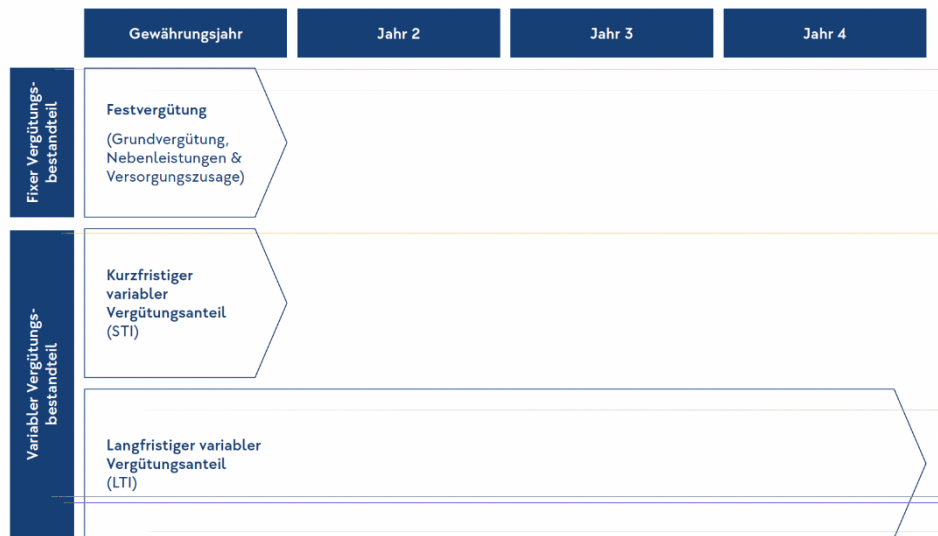 Gewährungsjahr
Jahr 2
Jahr 3
Jahr 4
Fixer Vergütungs-
bestandteil
Festvergütung
(Grundvergütung,
Nebenleistungen &
Versorgungszusage)
Variabler Vergütungs-
bestandteil
Kurzfristiger
variabler
Vergütungsanteil
(STI)
Langfristiger variabler
Vergütungsanteil
(LTI)